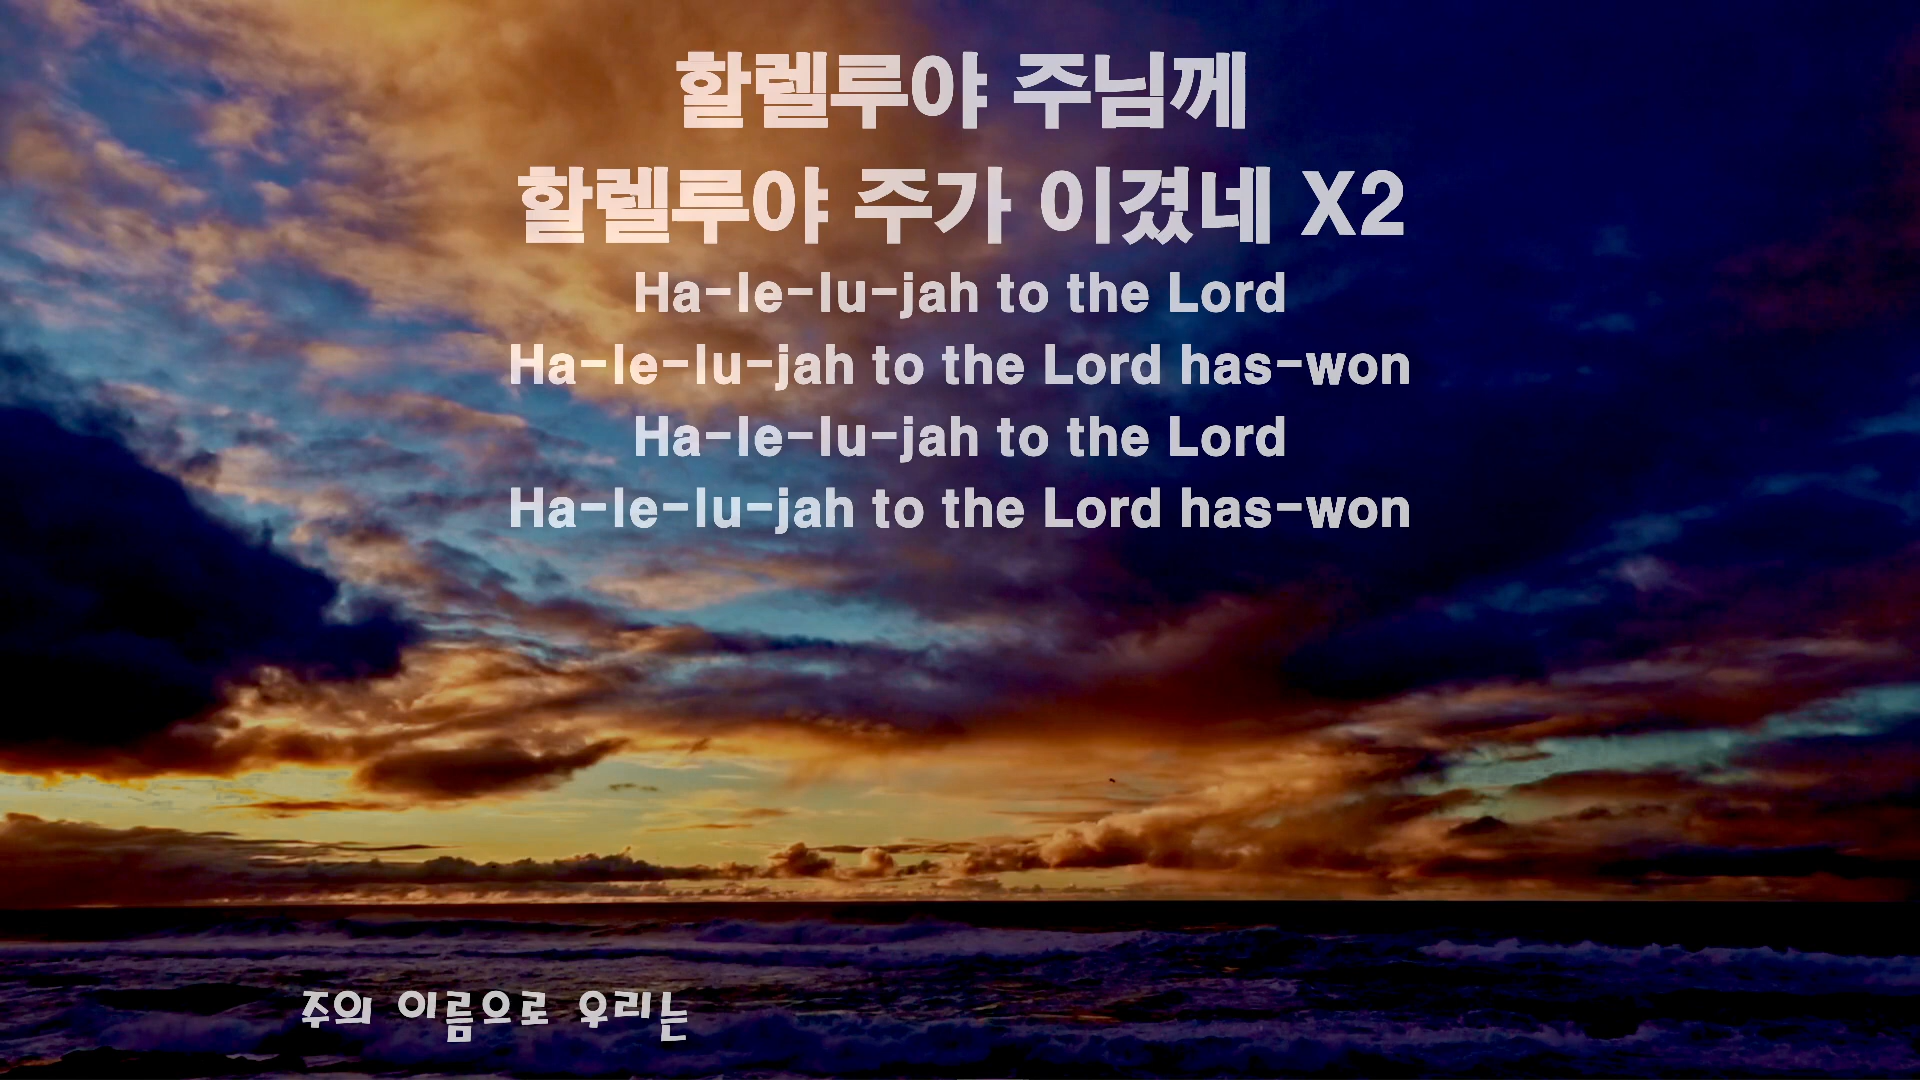 할렐루야 주님께
할렐루야 주가 이겼네 X2
Ha-le-lu-jah to the Lord
Ha-le-lu-jah to the Lord has-won
Ha-le-lu-jah to the Lord
Ha-le-lu-jah to the Lord has-won
주의 이름으로 우리는